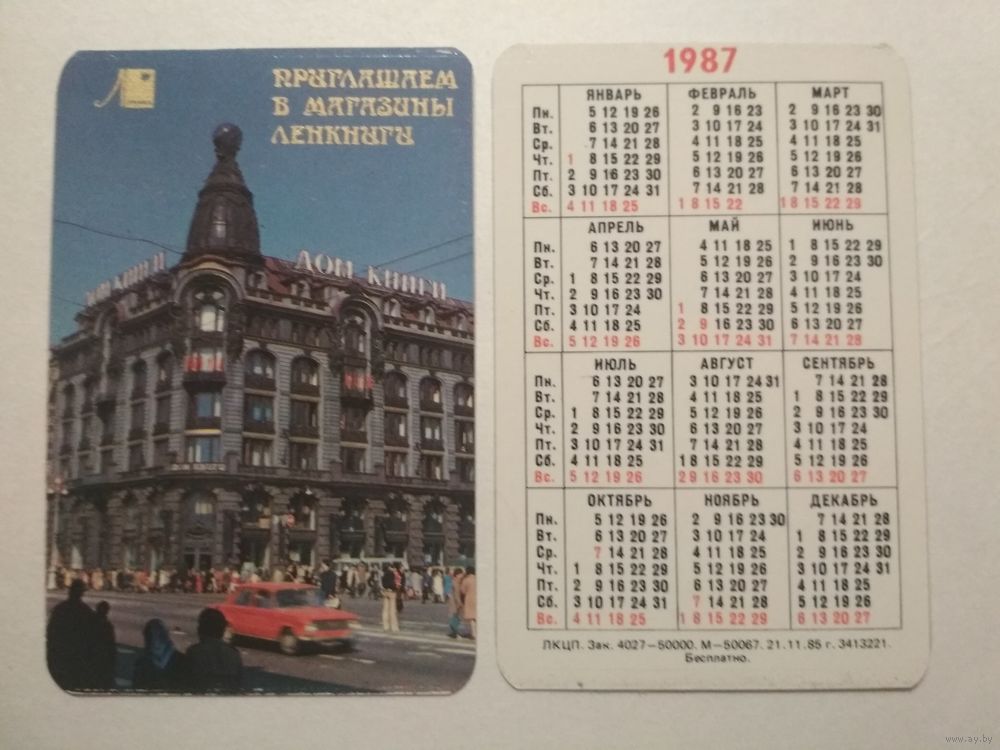 ПРИГЛАШАЕМ
В МАГАЗИНЫ
ЛЕНКНИГИ
ДОМ КНИГИ
ДОМ КНИГИ
1987
ЯНВАРЬ ФЕВРАЛЬ МАРТ
Пн. 5 12 19 26 2 9 16 23 2 9 16 23 30
Вт. 6 13 20 27 3 10 17 24 3 10 17 24 31
Ср. 7 14 21 28 4 11 18 25 4 11 18 25
Чт. 1 8 15 22 29 5 12 19 26 5 12 19 26
Пт. 2 9 16 23 30 6 13 20 27 6 13 20 27
Сб. 3 10 17 24 31 7 14 21 28 7 14 21 28
Вс. 4 11 18 25 1 8 15 22 1 8 15 22 29
АПРЕЛЬ МАЙ ИЮНЬ
Пн. 6 13 20 27 4 11 18 25 1 8 15 22 29
Вт. 7 14 21 28 5 12 19 26 2 9 16 23 30
Ср. 1 8 15 22 29 6 13 20 27 3 10 17 24
Чт. 2 9 16 23 30 7 14 21 28 4 11 18 25
Пт. 3 10 17 24 1 8 15 22 29 5 12 19 26
Сб. 4 11 18 25 2 9 16 23 30 6 13 20 27
Вс. 5 12 19 26 3 10 17 24 31 7 14 21 28
ИЮЛЬ АВГУСТ СЕНТЯБРЬ
Пн. 6 13 20 27 3 10 17 24 31 7 14 21 28
Вт. 7 14 21 28 4 11 18 25 1 8 15 22 29
Ср. 1 8 15 22 29 5 12 19 26 2 9 16 23 30
Чт. 2 9 16 23 30 6 13 20 27 3 10 17 24
Пт. 3 10 17 24 31 7 14 21 28 4 11 18 25
Сб. 4 11 18 25 1 8 15 22 29 5 12 19 26
Вс. 5 12 19 26 2 9 16 23 30 6 13 20 27
ОКТЯБРЬ НОЯБРЬ ДЕКАБРЬ
Пн. 5 12 19 26 2 9 16 23 30 7 14 21 28
Вт. 6 13 20 27 3 10 17 24 1 8 15 22 29
Ср. 7 14 21 28 4 11 18 25 2 9 16 23 30
Чт. 1 8 15 22 29 5 12 19 26 3 10 17 24 31
Пт. 2 9 16 23 30 6 13 20 27 4 11 18 25
Сб. 3 10 17 24 31 7 14 21 28 5 12 19 26
Вс. 4 11 18 25 1 8 15 22 29 6 13 20 27
ЛКЦП. Зак. 4027—50000. М—50067. 21.11.85 г. 3413221.
Бесплатно.
www.ay.by